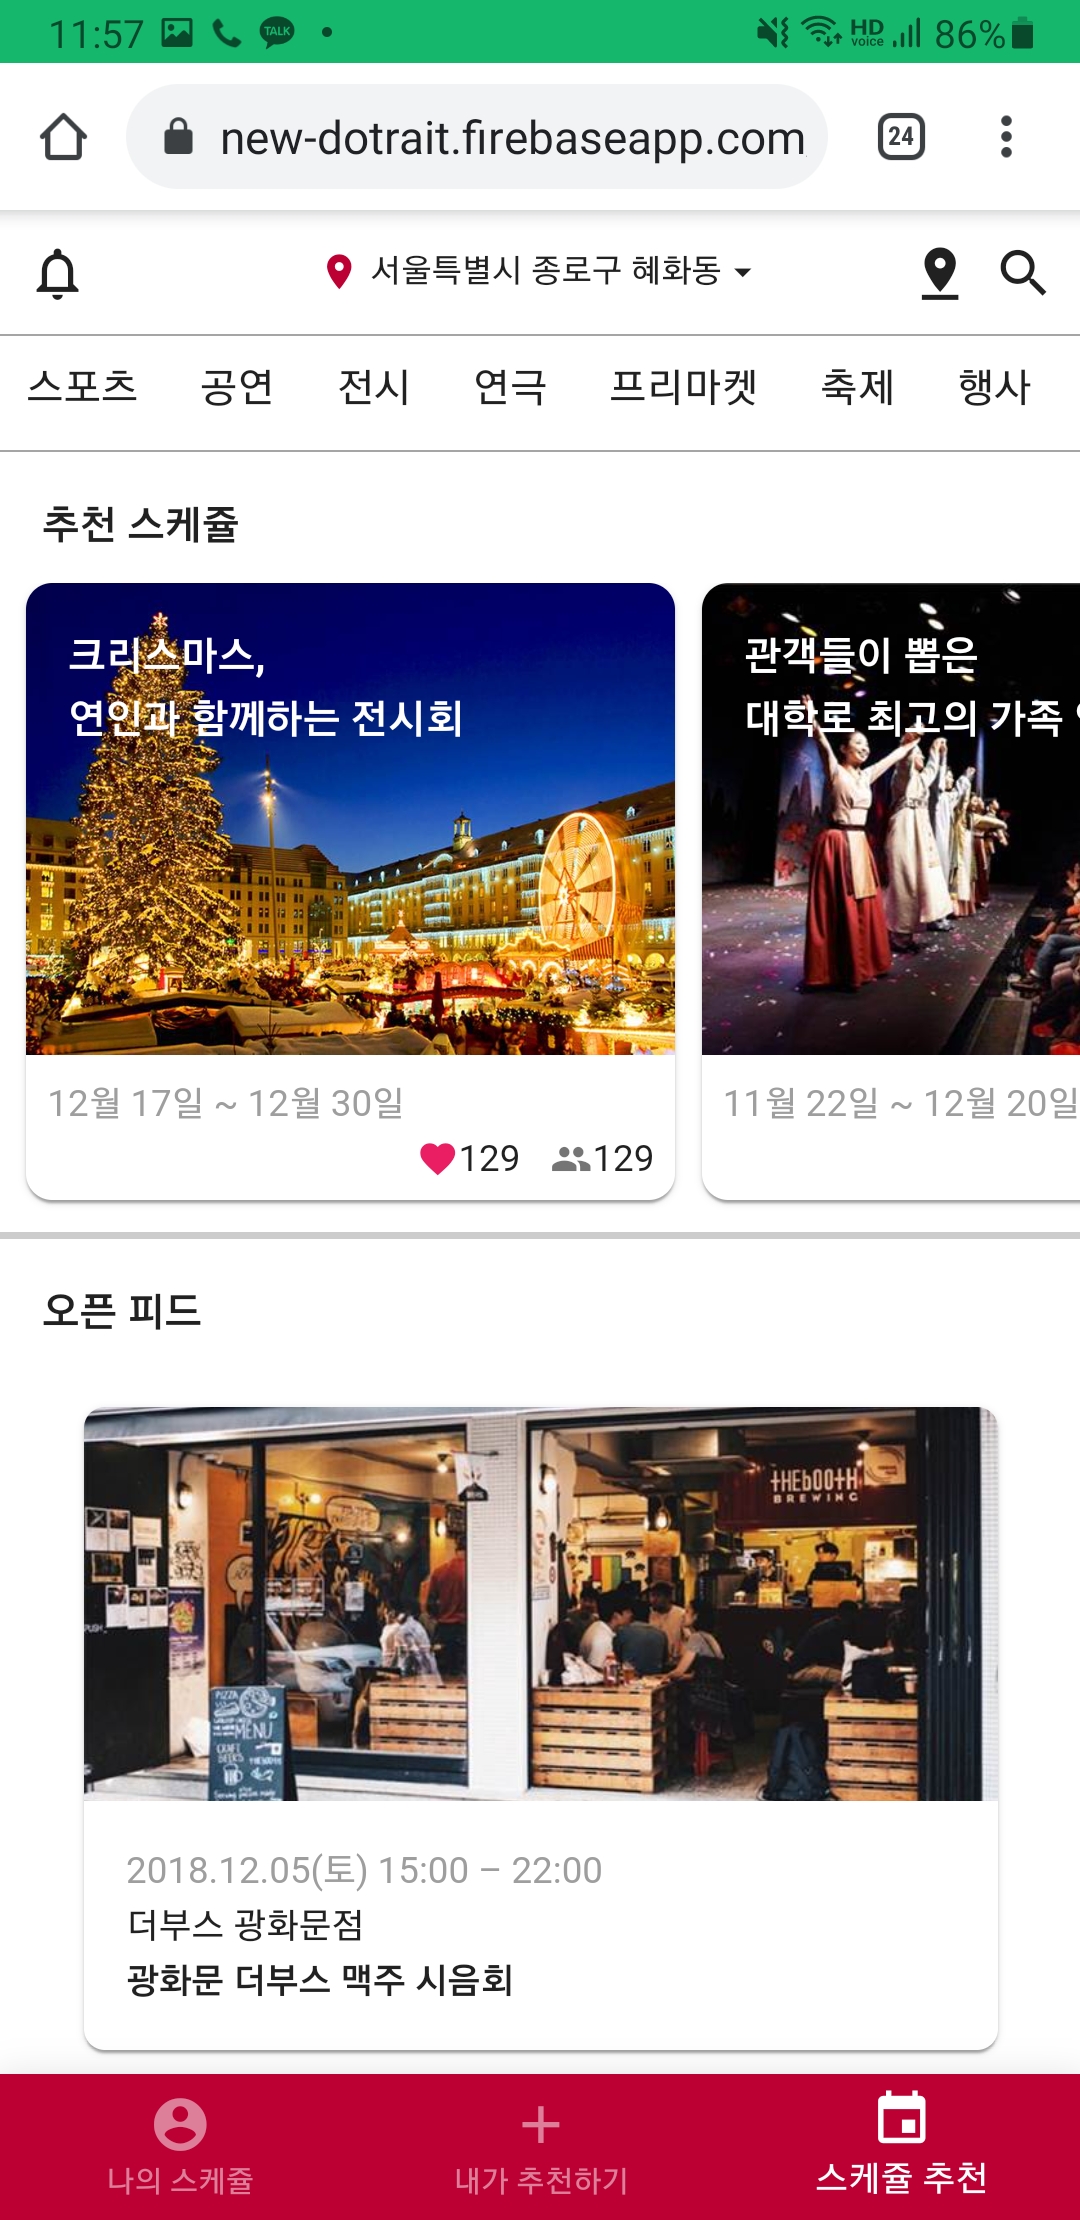 11:57 TALK HD voice 86%
new-dotrait.firebaseapp.com 24
서울특별시 종로구 혜화동
스포츠 공연 전시 연극 프리마켓 축제 행사
추천 스케쥴
크리스마스,
연인과 함께하는 전시회
관객들이 뽑은
대학로 최고의 가족
12월 17일 ~ 12월 30일
129 129
11월 22일 ~ 12월 20일
오픈 피드
tHEbOOtH
BREWING
PIZZA
MENU
CRAFT
BEERS
2018.12.05(토) 15:00 – 22:00
더부스 광화문점
광화문 더부스 맥주 시음회
나의 스케쥴 내가 추천하기 스케쥴 추천